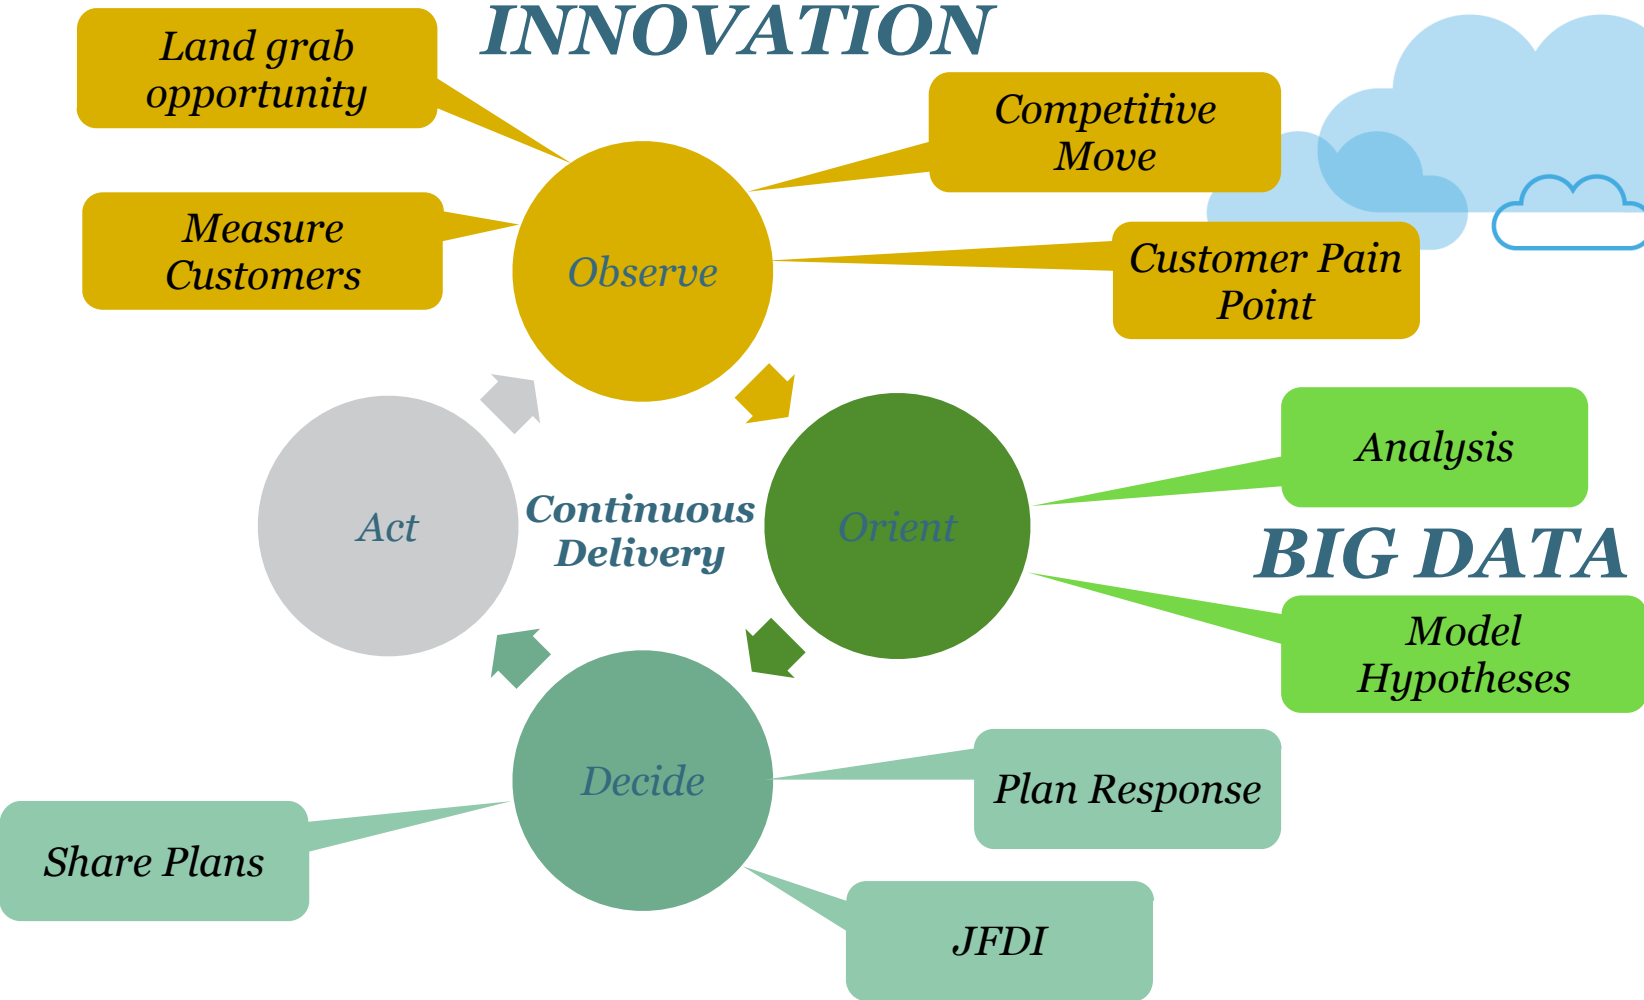 INNOVATION
Land grab
opportunity
Competitive
Move
Measure
Customers
Observe
Customer Pain
Point
Analysis
Act
Continuous
Delivery
Orient
BIG DATA
Model
Hypotheses
Decide
Plan Response
Share Plans
JFDI